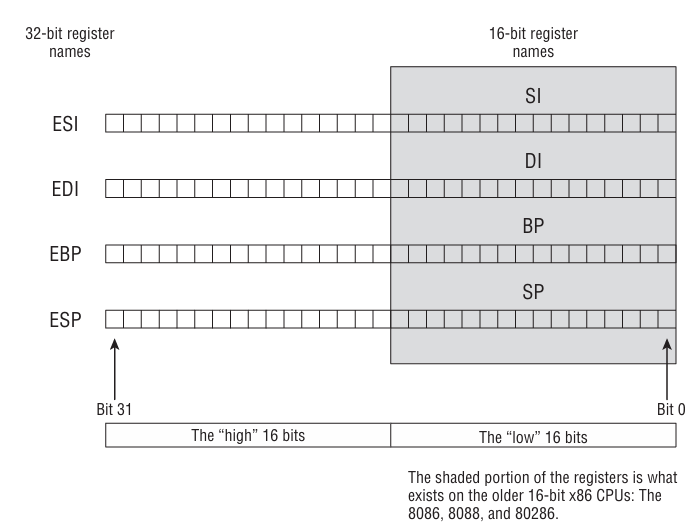 32-bit register
names
16-bit register
names
SI
ESI
DI
EDI
BP
EBP
SP
ESP
Bit 31
Bit 0
The “high” 16 bits
The “low” 16 bits
The shaded portion of the registers is what
exists on the older 16-bit x86 CPUs: The
8086, 8088, and 80286.